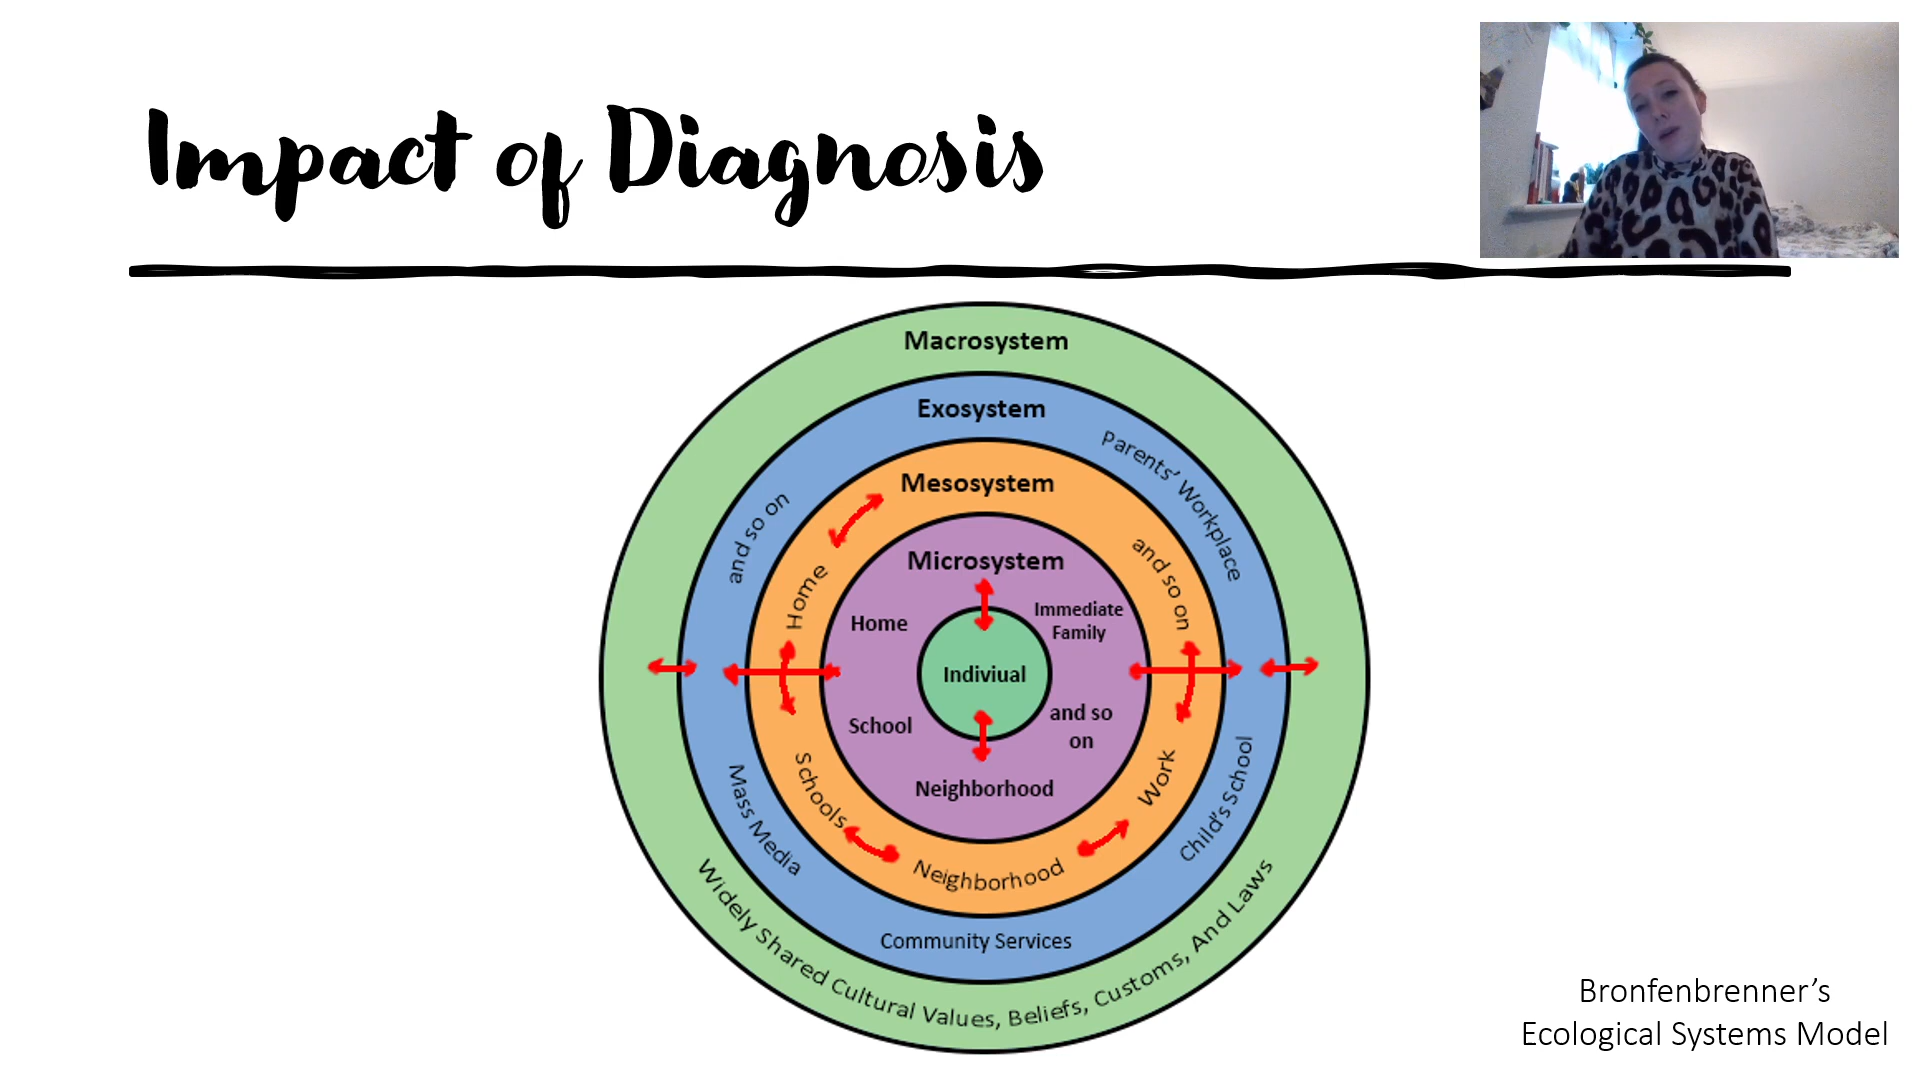 Impact of Diagnosis
Macrosystem
Exosystem
Parents' Workplace
and so on
Mesosystem
Home
and so on
Microsystem
Home
Immediate
Family
Indiviual
School
and so
on
Neighborhood
Schools
Work
Neighborhood
Mass Media
Child's School
Community Services
Widely Shared Cultural Values, Beliefs, Customs, And Laws
Bronfenbrenner's
Ecological Systems Model